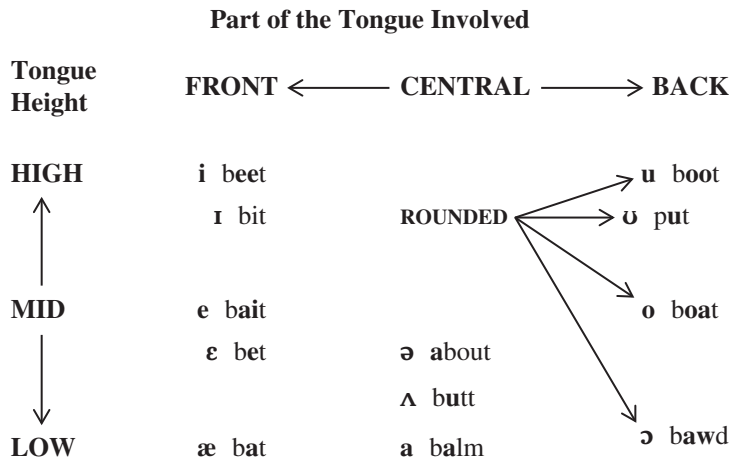 Part of the Tongue Involved
Tongue
Height
FRONT CENTRAL BACK
HIGH i beet u boot
ɪ bit ROUNDED ʊ put
MID e bait o boat
ɛ bet ə about
ʌ butt
LOW æ bat a balm ɔ bawd